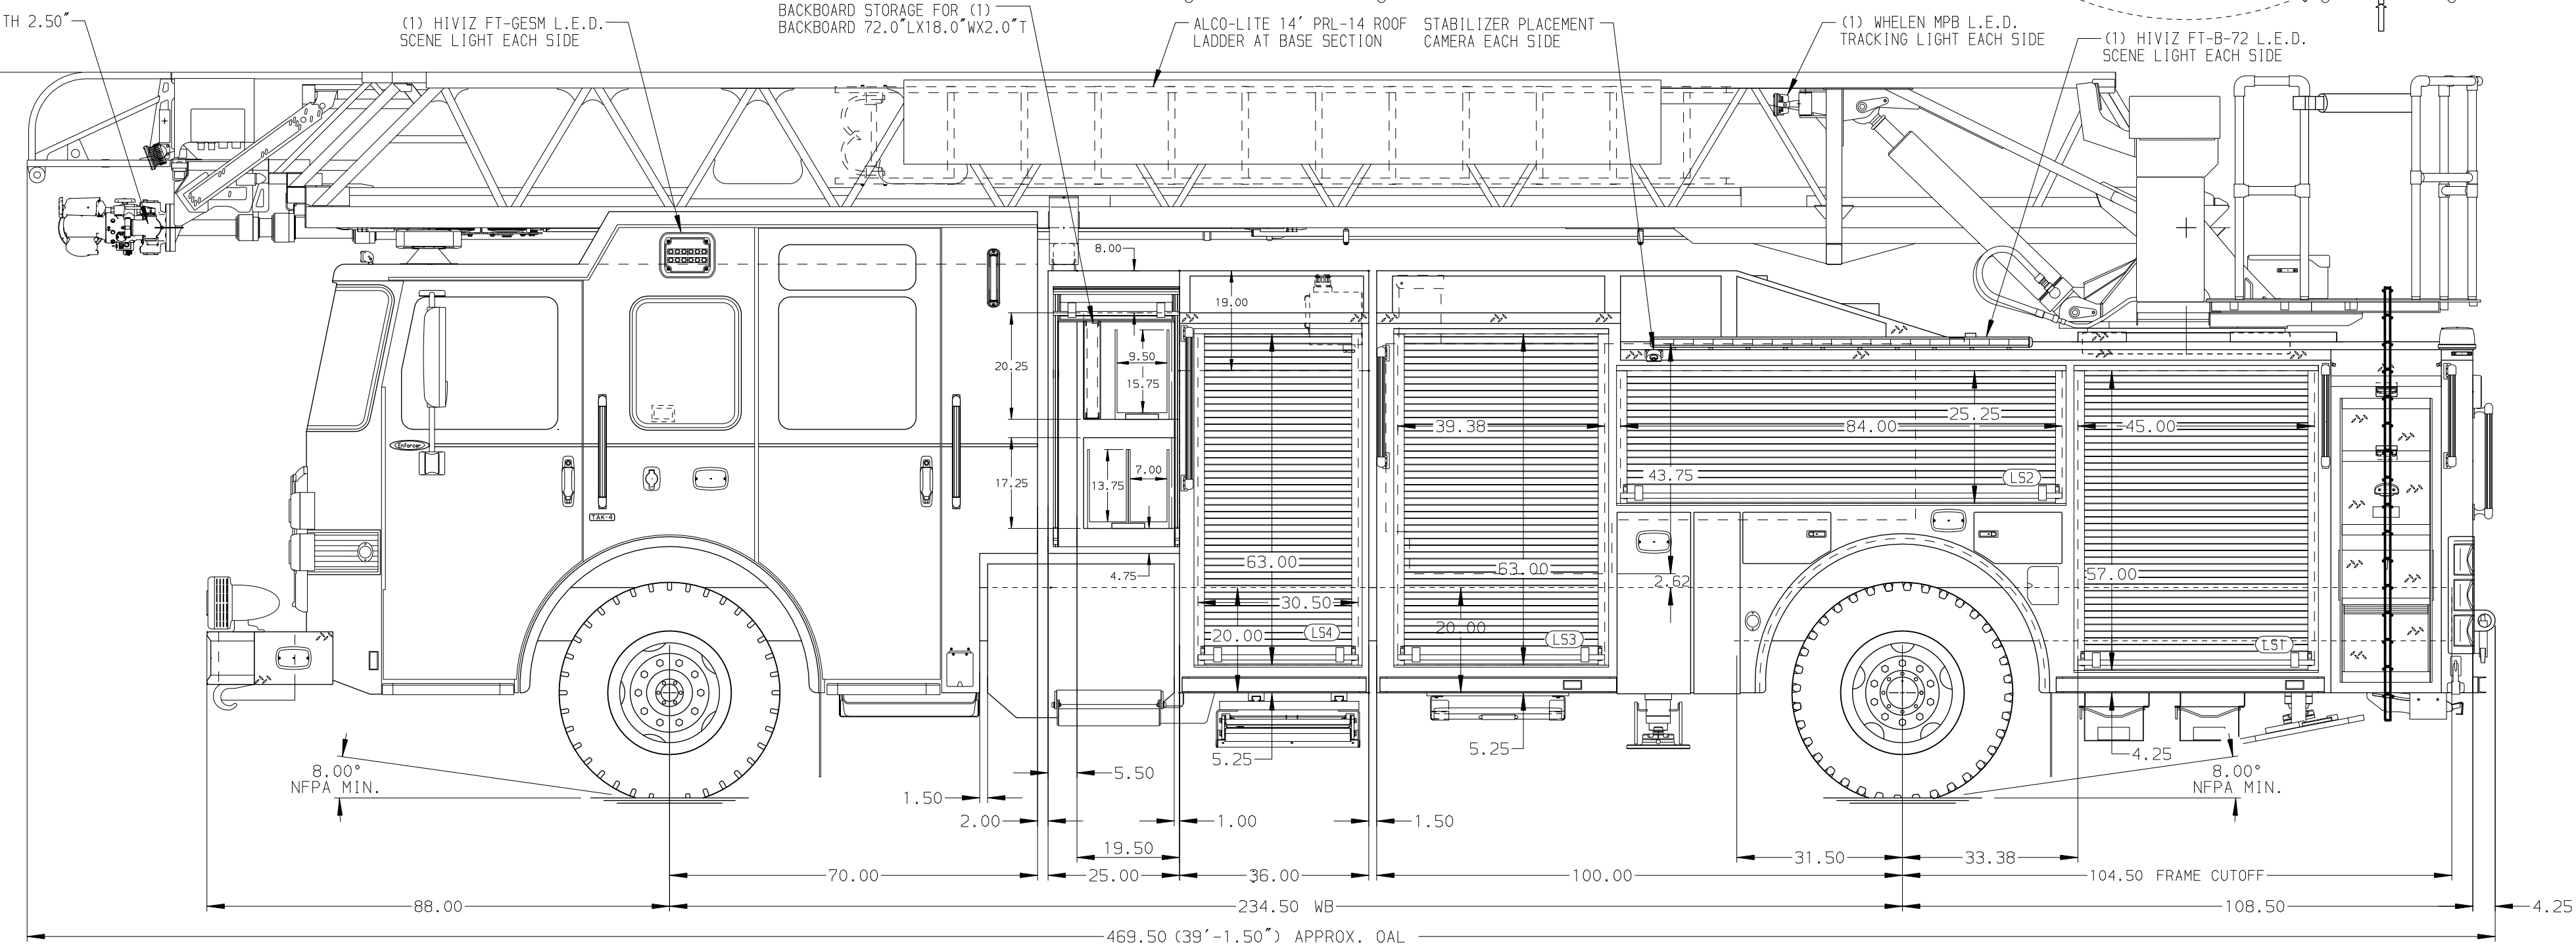 TH 2.50"
(1) HIVIZ FT-GESM L.E.D.
SCENE LIGHT EACH SIDE
BACKBOARD STORAGE FOR (1)
BACKBOARD 72.0"LX18.0"WX2.0"T
ALCO-LITE 14' PRL-14 ROOF
LADDER AT BASE SECTION
STABILIZER PLACEMENT
CAMERA EACH SIDE
(1) WHELEN MPB L.E.D.
TRACKING LIGHT EACH SIDE
(1) HIVIZ FT-B-72 L.E.D.
SCENE LIGHT EACH SIDE
8.00
19.00
20.25
9.50
15.75
17.25
13.75
7.00
4.75
39.38
84.00
25.25
45.00
43.75
LS2
Enforcer
TAK-4
63.00
63.00
2.62
57.00
30.50
20.00
LS4
20.00
LS3
LS1
5.25
5.25
4.25
8.00°
NFPA MIN.
8.00°
NFPA MIN.
5.50
1.50
2.00
1.00
1.50
19.50
31.50
33.38
70.00
25.00
36.00
100.00
104.50 FRAME CUTOFF
88.00
234.50 WB
108.50
4.25
469.50 (39'-1.50") APPROX. OAL